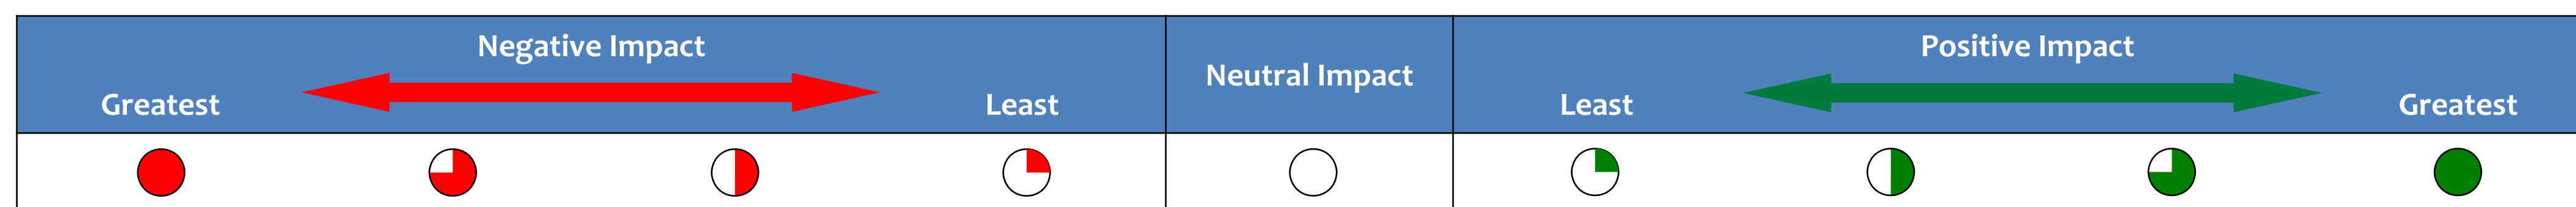 Negative Impact
Greatest
Least
Neutral Impact
Positive Impact
Least
Greatest